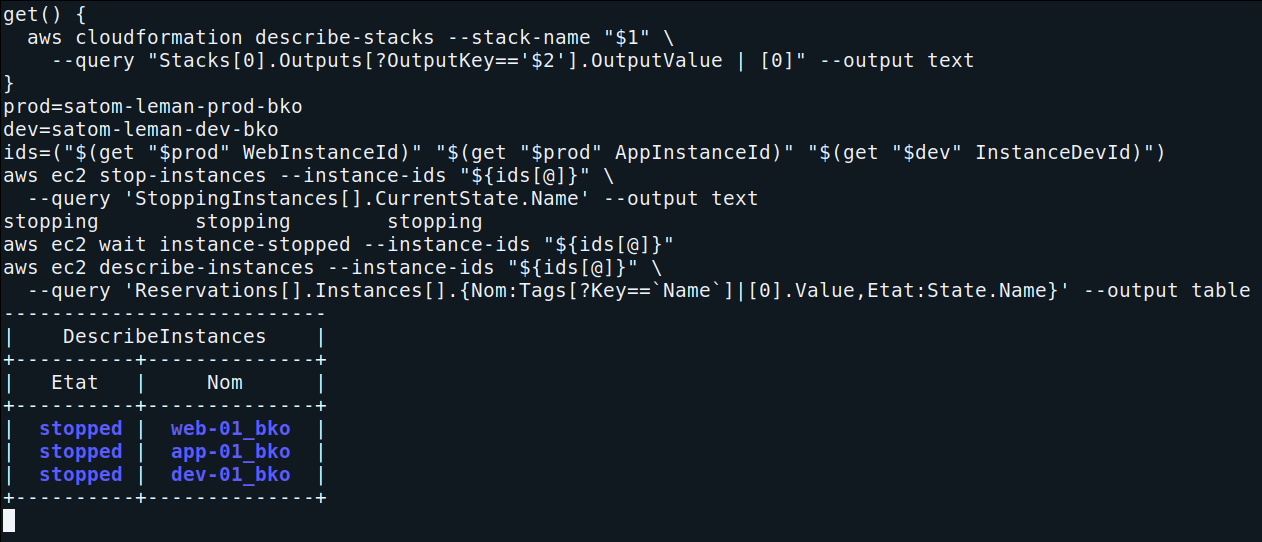 get() {
  aws cloudformation describe-stacks --stack-name "$1" \
    --query "Stacks[0].Outputs[?OutputKey=='$2'].OutputValue | [0]" --output text
}
prod=satom-leman-prod-bko
dev=satom-leman-dev-bko
ids=("$(get "$prod" WebInstanceId)" "$(get "$prod" AppInstanceId)" "$(get "$dev" InstanceDevId)")
aws ec2 stop-instances --instance-ids "${ids[@]}" \
  --query 'StoppingInstances[].CurrentState.Name' --output text
stopping        stopping        stopping
aws ec2 wait instance-stopped --instance-ids "${ids[@]}"
aws ec2 describe-instances --instance-ids "${ids[@]}" \
  --query 'Reservations[].Instances[].{Nom:Tags[?Key==`Name`]|[0].Value,Etat:State.Name}' --output table
---------------------------
|    DescribeInstances    |
+----------+--------------+
|   Etat   |     Nom      |
+----------+--------------+
|  stopped |  web-01_bko  |
|  stopped |  app-01_bko  |
|  stopped |  dev-01_bko  |
+----------+--------------+